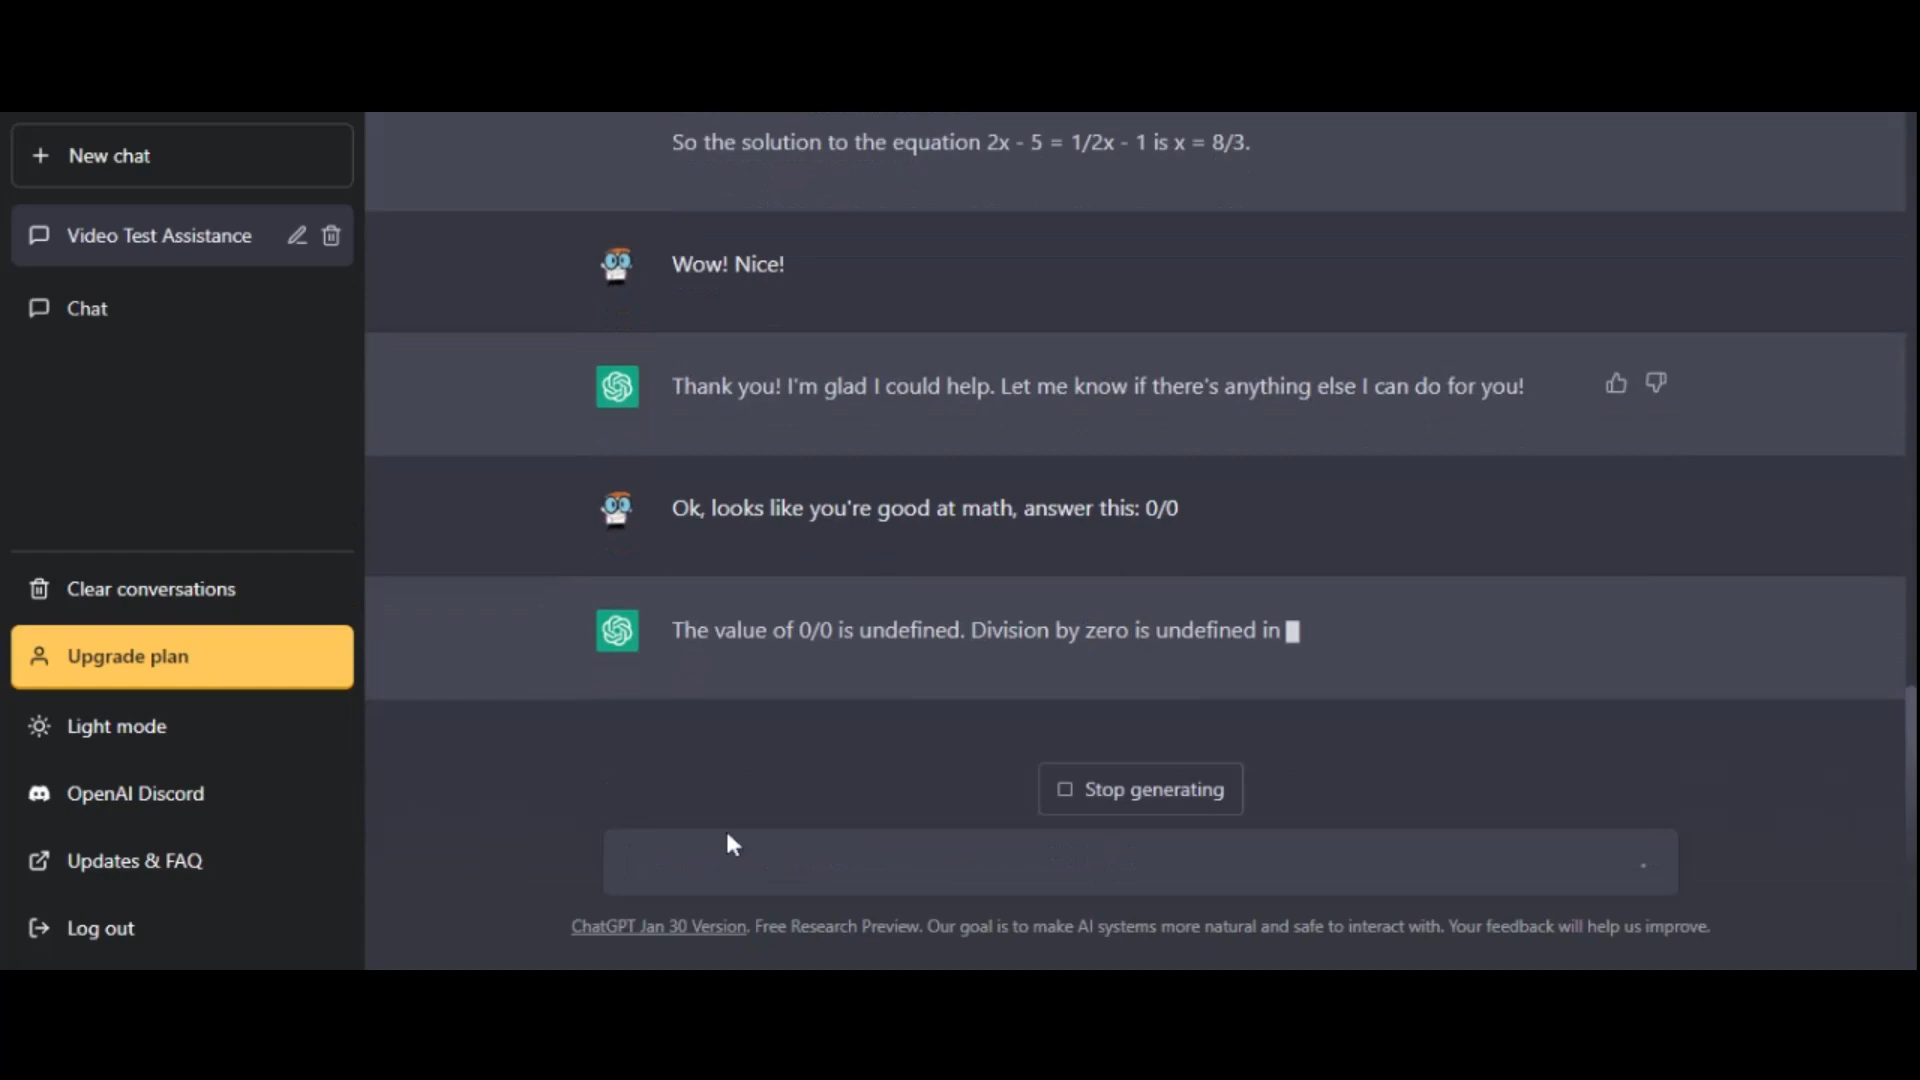 New chat
Video Test Assistance
Chat
Clear conversations
Upgrade plan
Light mode
OpenAI Discord
Updates & FAQ
Log out
So the solution to the equation 2x - 5 = 1/2x - 1 is x = 8/3.
Wow! Nice!
Thank you! I'm glad I could help. Let me know if there's anything else I can do for you!
Ok, looks like you're good at math, answer this: 0/0
The value of 0/0 is undefined. Division by zero is undefined in
Stop generating
ChatGPT Jan 30 Version. Free Research Preview. Our goal is to make AI systems more natural and safe to interact with. Your feedback will help us improve.